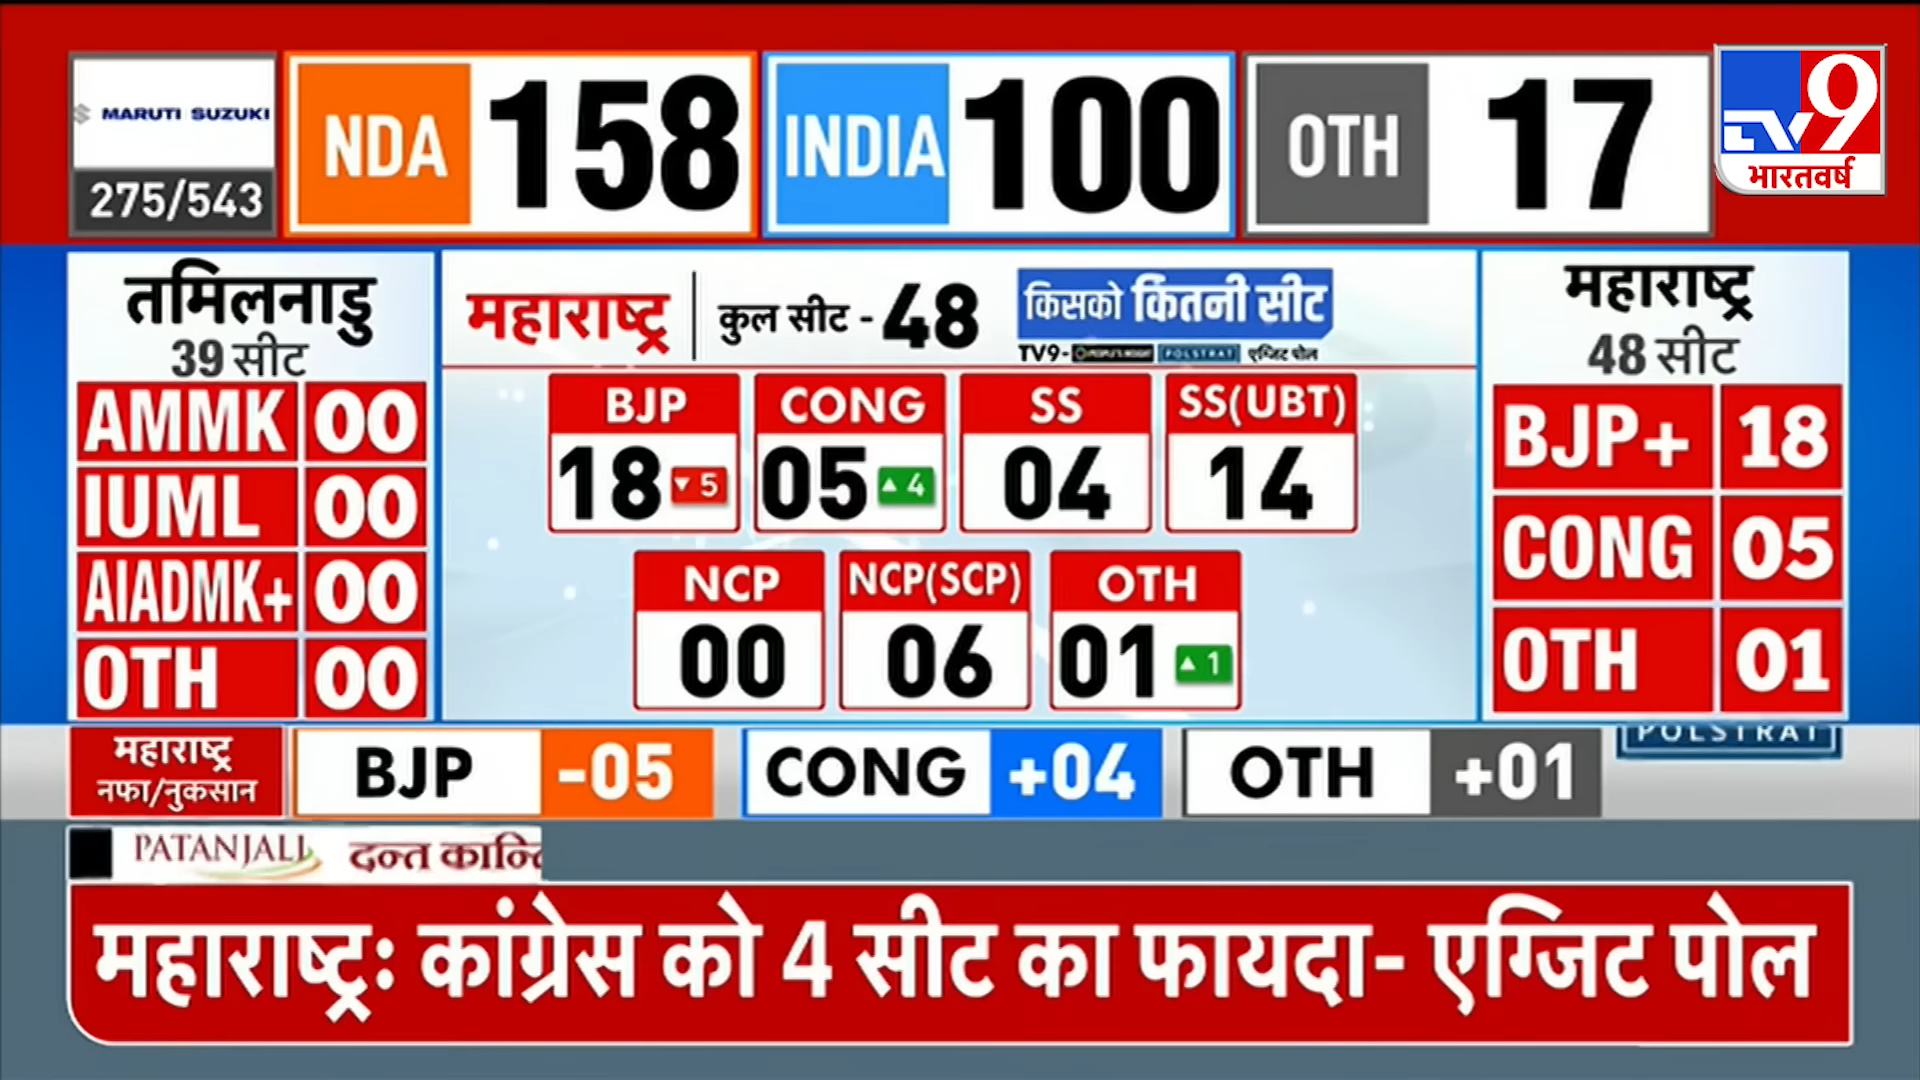 MARUTI SUZUKI
275/543
NDA 158
INDIA 100
OTH 17
TV9
भारतवर्ष
तमिलनाडु
39 सीट
AMMK 00
IUML 00
AIADMK+ 00
OTH 00
महाराष्ट्र कुल सीट - 48
किसको कितनी सीट
TV9- PEOPLE'S INSIGHT POLSTRAT एग्जिट पोल
BJP CONG SS SS(UBT)
18 ▼5 05 ▲4 04 14
NCP NCP(SCP) OTH
00 06 01 ▲1
महाराष्ट्र
48 सीट
BJP+ 18
CONG 05
OTH 01
महाराष्ट्र
नफा/नुकसान
BJP -05
CONG +04
OTH +01
POLSTRAT
PATANJALI दन्त कान्ति
महाराष्ट्र: कांग्रेस को 4 सीट का फायदा- एग्जिट पोल